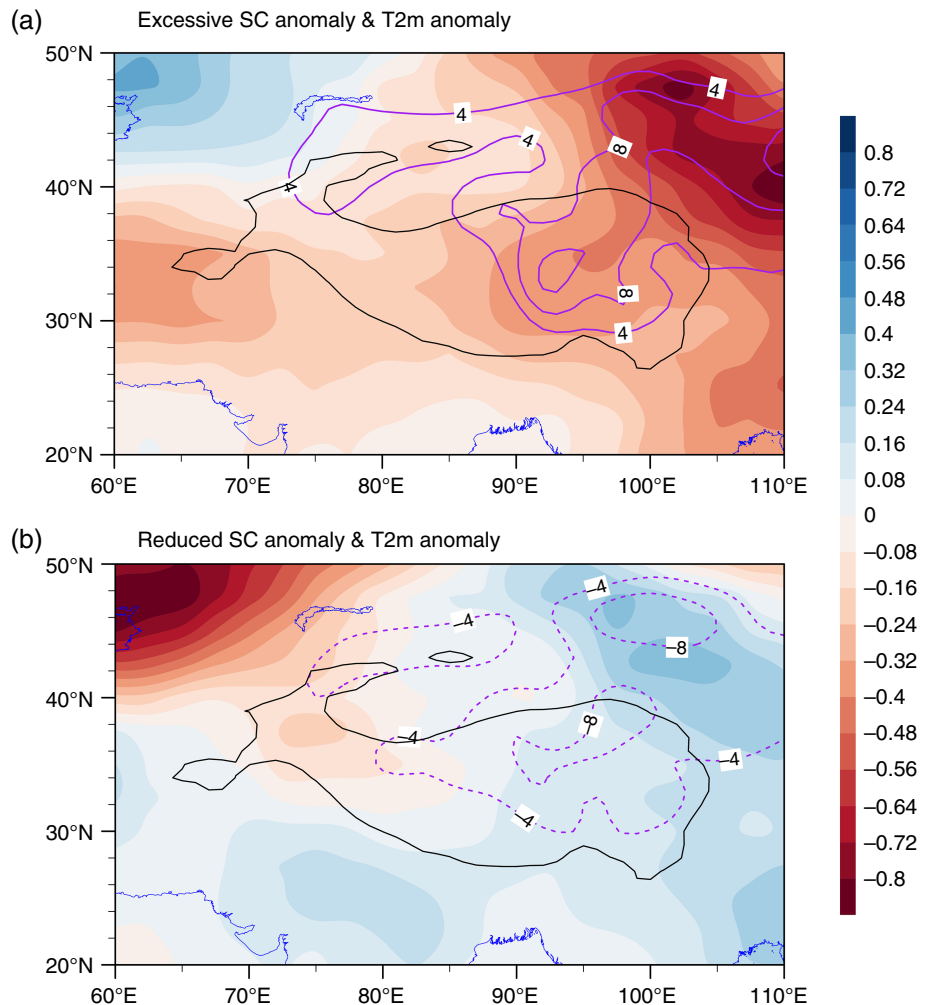 (a) Excessive SC anomaly & T2m anomaly
50°N
40°N
30°N
20°N
60°E 70°E 80°E 90°E 100°E 110°E
4
4
4
4
8
8
4
(b) Reduced SC anomaly & T2m anomaly
50°N
40°N
30°N
20°N
60°E 70°E 80°E 90°E 100°E 110°E
−4
−4
−8
−8
−4
−4
−4
0.8
0.72
0.64
0.56
0.48
0.4
0.32
0.24
0.16
0.08
0
−0.08
−0.16
−0.24
−0.32
−0.4
−0.48
−0.56
−0.64
−0.72
−0.8